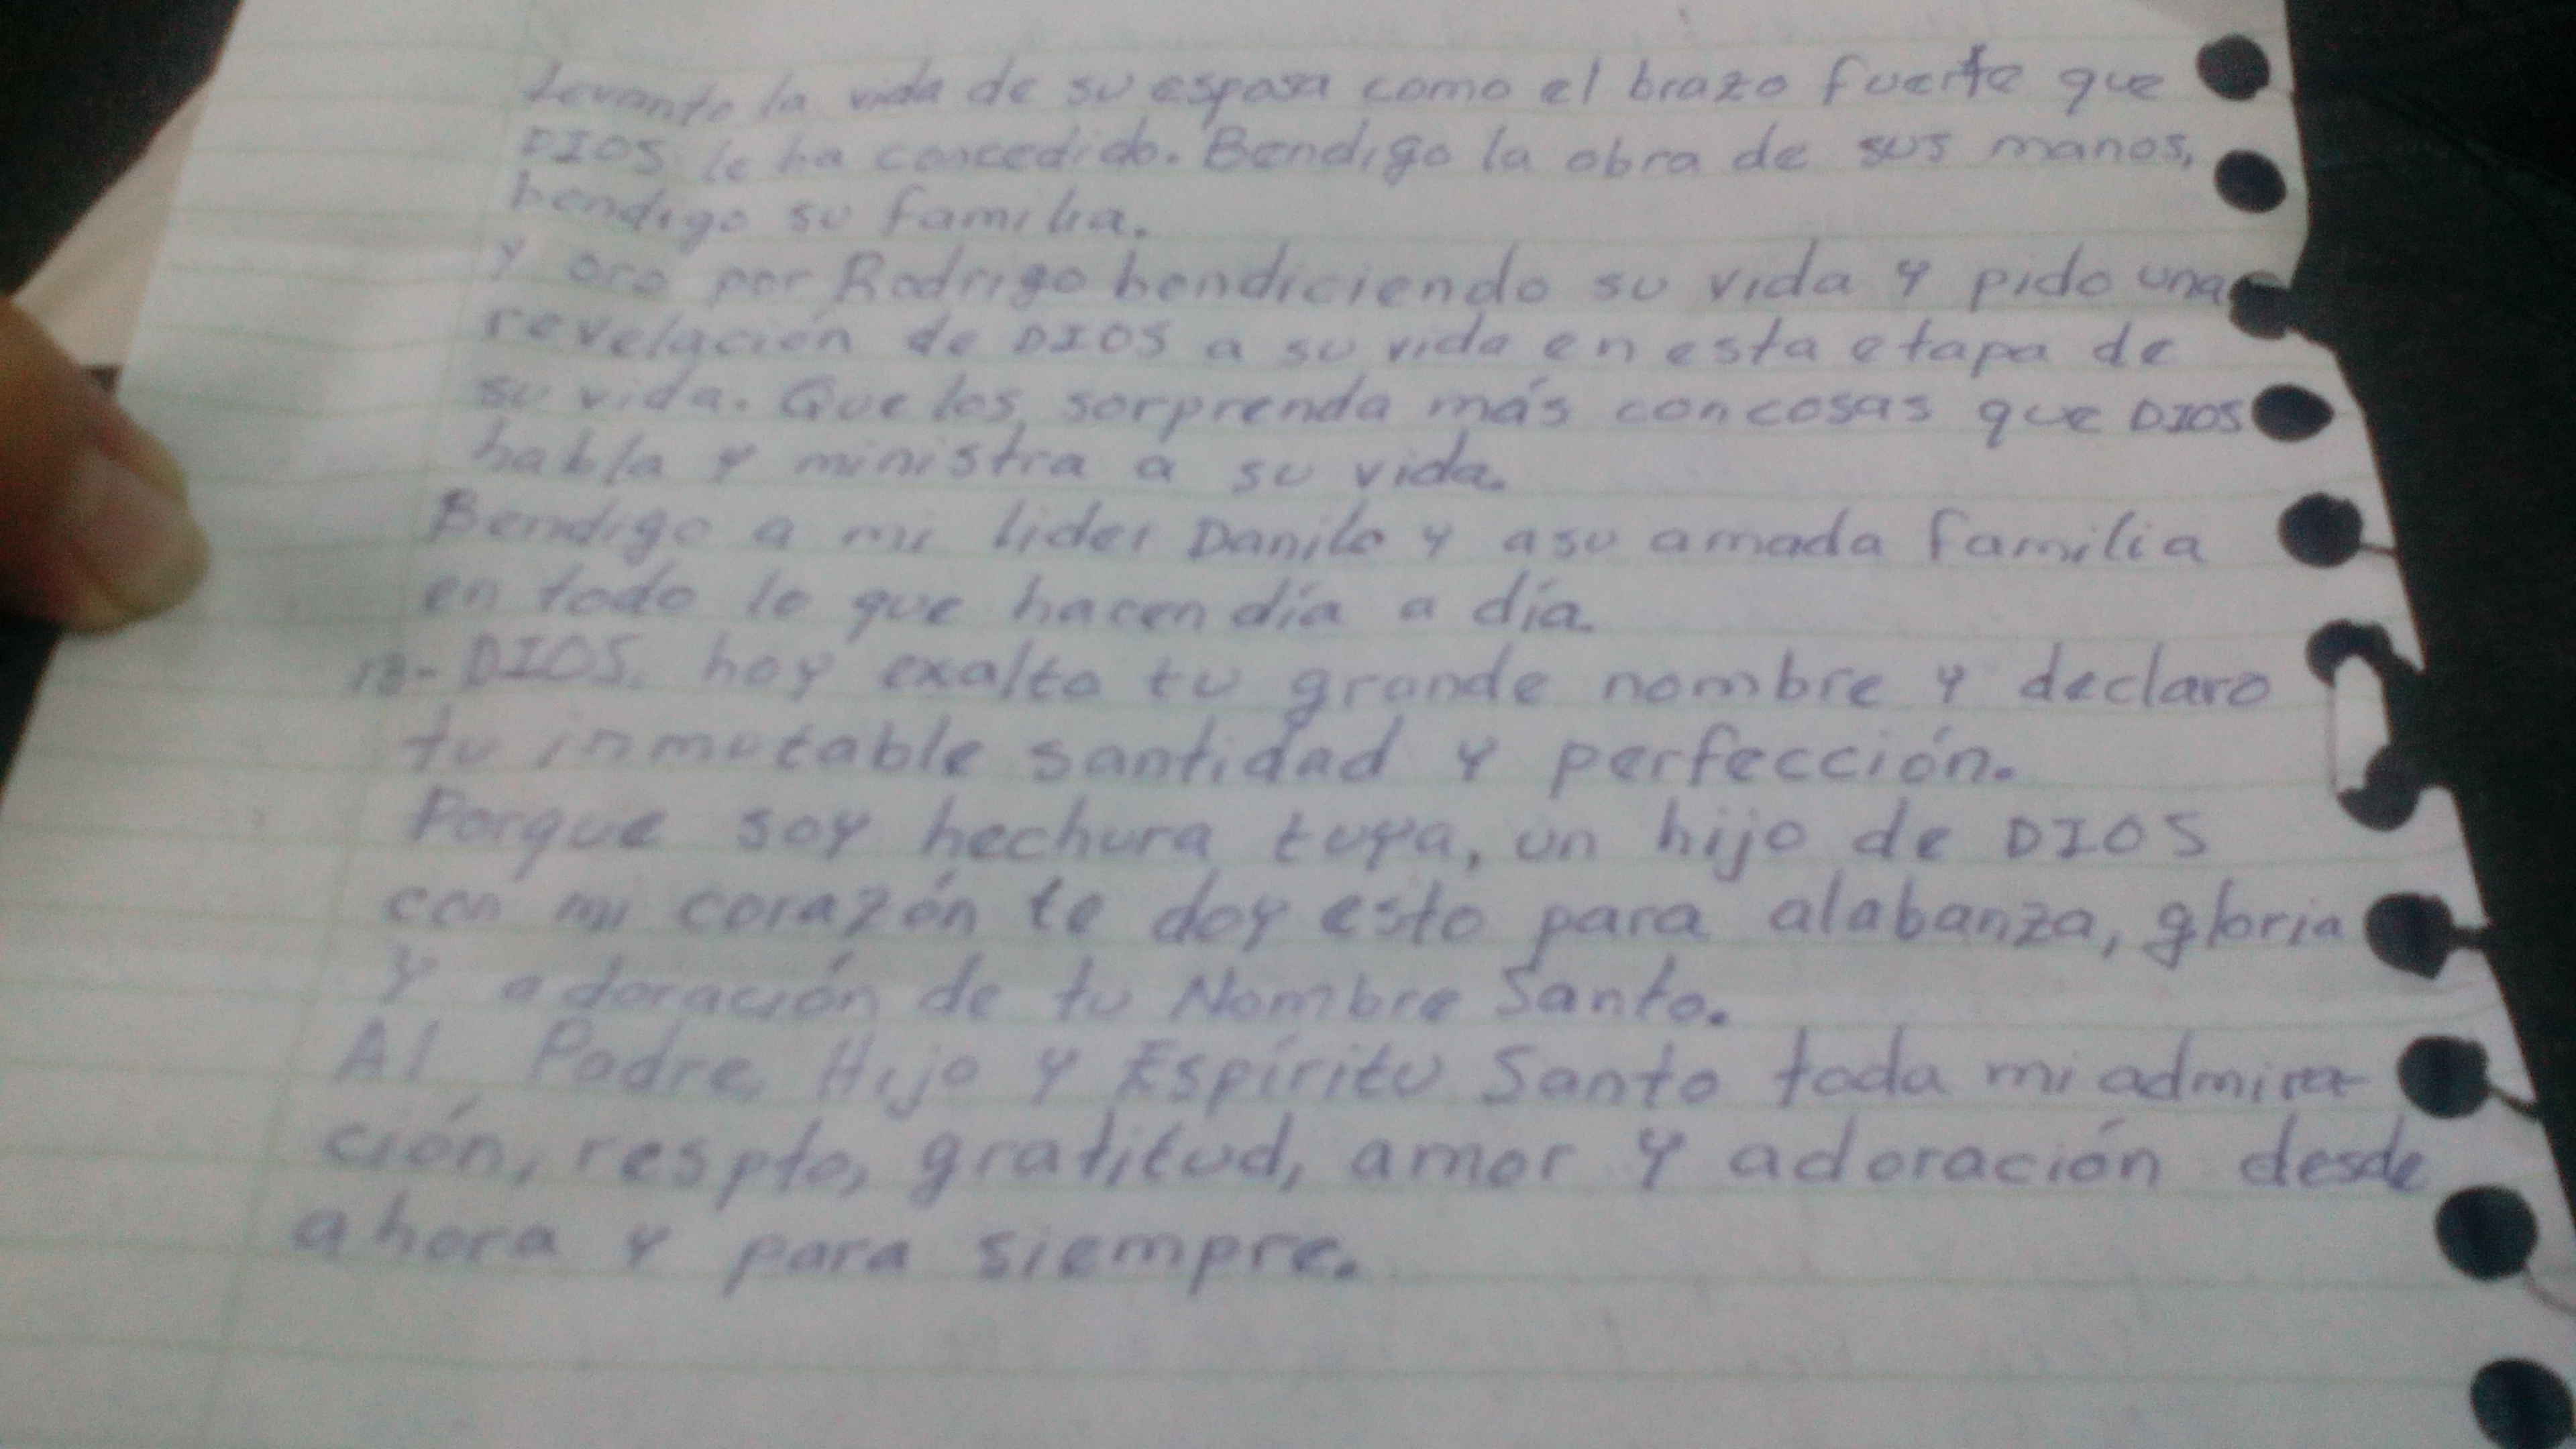 Levanto la vida de su esposa como el brazo fuerte que
DIOS le ha concedido. Bendigo la obra de sus manos,
bendigo su familia.
y oro por Rodrigo bendiciendo su vida y pido una
revelación de DIOS a su vida en esta etapa de
su vida. Que los sorprenda más con cosas que DIOS
habla y ministra a su vida.
Bendigo a mi lider Danilo y a su amada familia
en todo lo que hacen día a día.
DIOS, hoy exalto tu grande nombre y declaro
tu inmutable santidad y perfección.
Porque soy hechura tuya, un hijo de DIOS
con mi corazón te doy esto para alabanza, gloria
y adoración de tu Nombre Santo.
Al Padre, Hijo y Espíritu Santo toda mi admira-
ción, respto, gratitud, amor y adoración desde
ahora y para siempre.